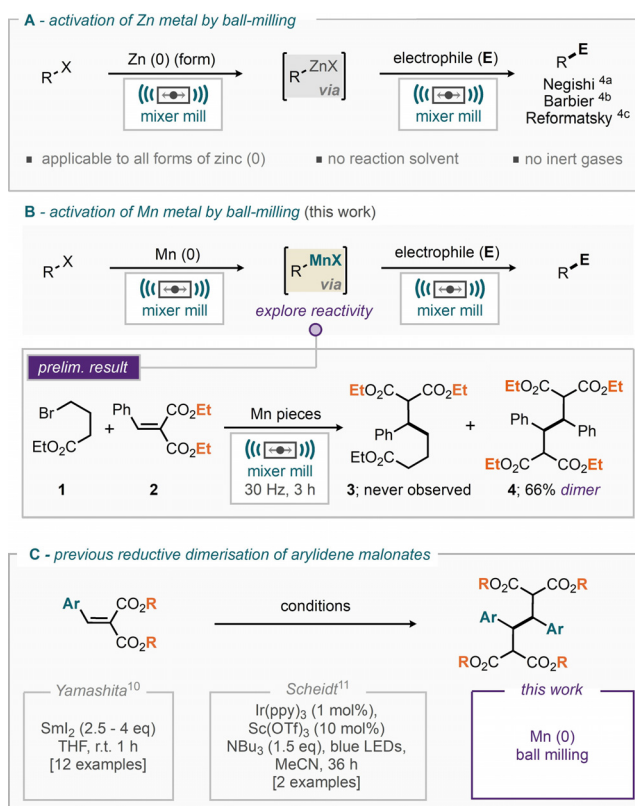 A - activation of Zn metal by ball-milling
R X
Zn (0) (form)
mixer mill
R ZnX
via
electrophile (E)
mixer mill
R E
Negishi 4a
Barbier 4b
Reformatsky 4c
■ applicable to all forms of zinc (0) ■ no reaction solvent ■ no inert gases
B - activation of Mn metal by ball-milling (this work)
R X
Mn (0)
mixer mill
R MnX
via
explore reactivity
electrophile (E)
mixer mill
R E
prelim. result
Br
EtO2C
1
+
Ph
CO2Et
CO2Et
2
Mn pieces
mixer mill
30 Hz, 3 h
EtO2C CO2Et
Ph
EtO2C
3; never observed
+
EtO2C CO2Et
Ph Ph
EtO2C CO2Et
4; 66% dimer
C - previous reductive dimerisation of arylidene malonates
Ar
CO2R
CO2R
conditions
RO2C CO2R
Ar Ar
RO2C CO2R
Yamashita10
SmI2 (2.5 - 4 eq)
THF, r.t. 1 h
[12 examples]
Scheidt11
Ir(ppy)3 (1 mol%),
Sc(OTf)3 (10 mol%)
NBu3 (1.5 eq), blue LEDs,
MeCN, 36 h
[2 examples]
this work
Mn (0)
ball milling